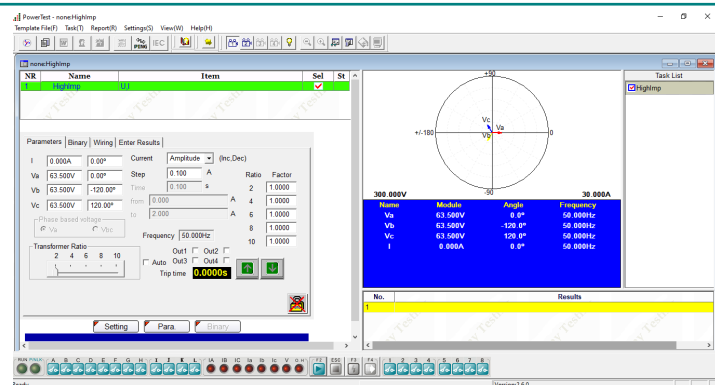 PowerTest - none:HighImp
Template File(F) Task(T) Report(R) Settings(S) View(W) Help(H)
IEC
none:HighImp
NR Name Item Sel St
1 HighImp U,I
Parameters Binary Wiring Enter Results
I 0.000A 0.00º Current Amplitude (Inc,Dec)
Va 63.500V 0.00º Step 0.100 A Ratio Factor
Vb 63.500V -120.00º Time 0.100 s 2 1.0000
Vc 63.500V 120.00º from 0.000 A 4 1.0000
Phase based voltage to 2.000 A 6 1.0000
Va Vbc 8 1.0000
Frequency 50.000Hz 10 1.0000
Transformer Ratio
2 4 6 8 10
Out1 Out2
Auto Out3 Out4
Trip time 0.0000s
Setting Para. Binary
+90
+/-180 0
-90
Vc Va
Vb
300.000V 30.000A
Name Module Angle Frequency
Va 63.500V 0.0º 50.000Hz
Vb 63.500V -120.0º 50.000Hz
Vc 63.500V 120.0º 50.000Hz
I 0.000A 0.0º 50.000Hz
No. Results
1
Task List
HighImp
RUN A B C D E F G H I J K L IA IB IC Ia Ib Ic V O.H F2 ESC F3 F4 1 2 3 4 5 6 7 8
Ready Version:2.6.0